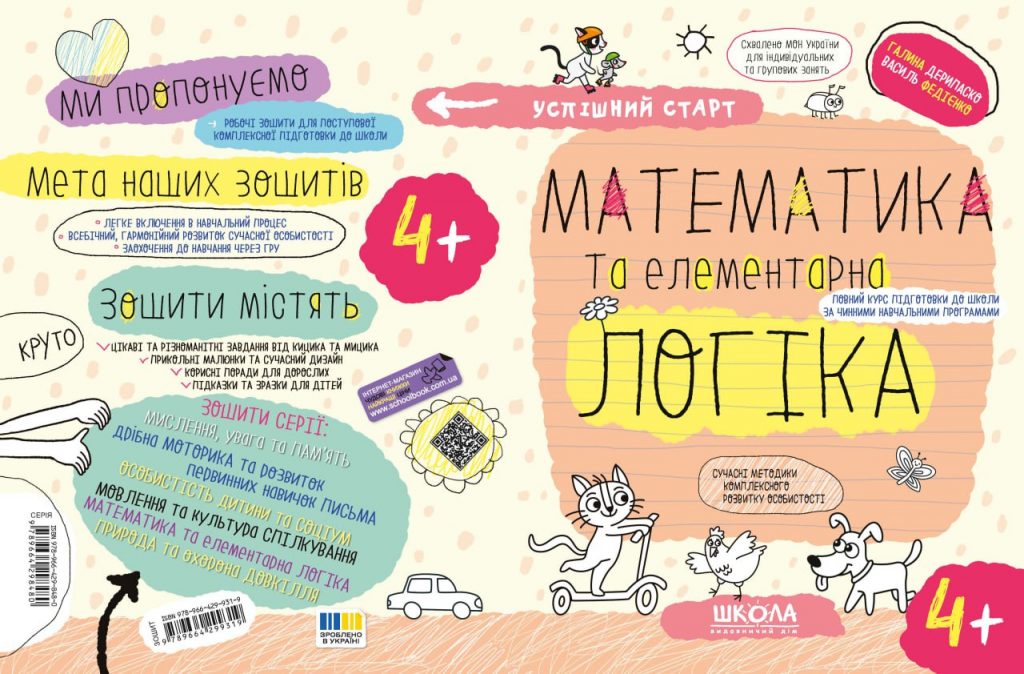 МИ ПРОПОНУЄМО
→ РОБОЧІ ЗОШИТИ ДЛЯ ПОСТУПОВОЇ
КОМПЛЕКСНОЇ ПІДГОТОВКИ ДО ШКОЛИ
МЕТА НАШИХ ЗОШИТІВ
ЛЕГКЕ ВКЛЮЧЕННЯ В НАВЧАЛЬНИЙ ПРОЦЕС
ВСЕБІЧНИЙ, ГАРМОНІЙНИЙ РОЗВИТОК СУЧАСНОЇ ОСОБИСТОСТІ
ЗАОХОЧЕННЯ ДО НАВЧАННЯ ЧЕРЕЗ ГРУ
4+
ЗОШИТИ МІСТЯТЬ
ЦІКАВІ ТА РІЗНОМАНІТНІ ЗАВДАННЯ ВІД КИЦИКА ТА МИЦИКА
ПРИКОЛЬНІ МАЛЮНКИ ТА СУЧАСНИЙ ДИЗАЙН
КОРИСНІ ПОРАДИ ДЛЯ ДОРОСЛИХ
ПІДКАЗКИ ТА ЗРАЗКИ ДЛЯ ДІТЕЙ
КРУТО
ІНТЕРНЕТ-МАГАЗИН
www.schoolbook.com.ua
ЗОШИТИ СЕРІЇ:
МИСЛЕННЯ, УВАГА ТА ПАМ'ЯТЬ
ДРІБНА МОТОРИКА ТА РОЗВИТОК
ПЕРВИННИХ НАВИЧОК ПИСЬМА
ОСОБИСТІСТЬ ДИТИНИ ТА СОЦІУМ
МОВЛЕННЯ ТА КУЛЬТУРА СПІЛКУВАННЯ
МАТЕМАТИКА ТА ЕЛЕМЕНТАРНА ЛОГІКА
ПРИРОДА ТА ОХОРОНА ДОВКІЛЛЯ
СЕРІЯ
ISBN 978-966-429-848-0
9789664298480
ЗОШИТ
ISBN 978-966-429-931-9
9789664299319
ЗРОБЛЕНО
В УКРАЇНІ
УСПІШНИЙ СТАРТ
Схвалено МОН України
для індивідуальних
та групових занять
ГАЛИНА ДЕРИПАСКО
ВАСИЛЬ ФЕДІЄНКО
МАТЕМАТИКА
ТА ЕЛЕМЕНТАРНА
ПОВНИЙ КУРС ПІДГОТОВКИ ДО ШКОЛИ
ЗА ЧИННИМИ НАВЧАЛЬНИМИ ПРОГРАМАМИ
ЛОГІКА
СУЧАСНІ МЕТОДИКИ
КОМПЛЕКСНОГО
РОЗВИТКУ ОСОБИСТОСТІ
ШКОЛА
видавничий дім
4+